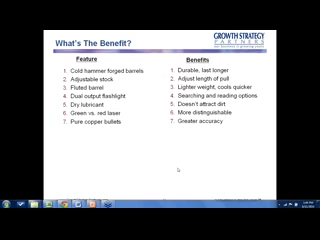 What's The Benefit?
GROWTH STRATEGY
PARTNERS
Feature
1. Cold hammer forged barrels
2. Adjustable stock
3. Fluted barrel
4. Dual output flashlight
5. Dry lubricant
6. Green vs. red laser
7. Pure copper bullets
Benefits
1. Durable, last longer
2. Adjust length of pull
3. Lighter weight, cools quicker
4. Searching and reading options
5. Doesn't attract dirt
6. More distinguishable
7. Greater accuracy